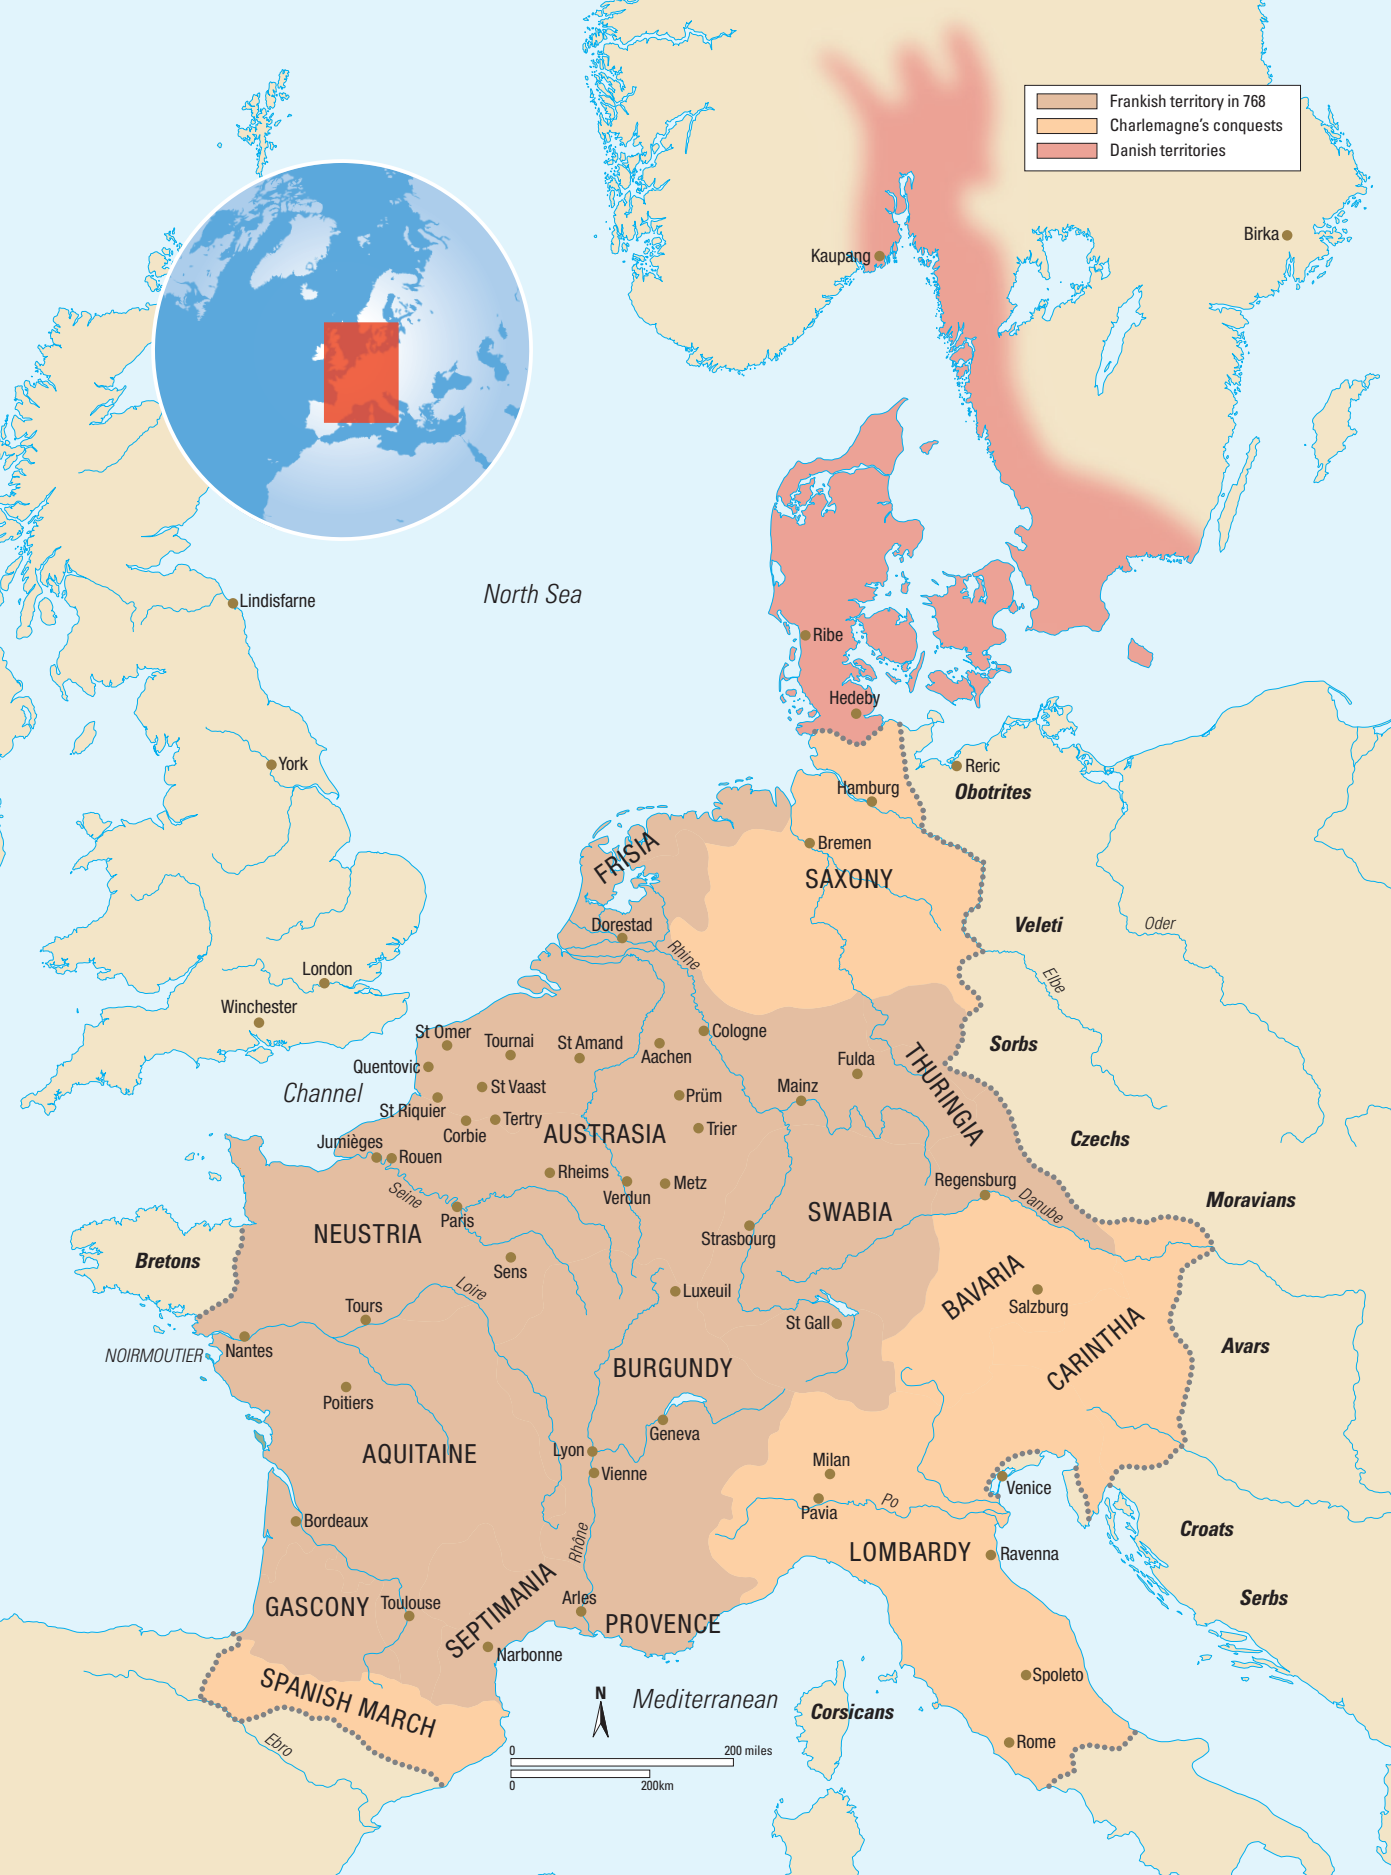 Frankish territory in 768
Charlemagne's conquests
Danish territories
Birka
Kaupang
North Sea
Lindisfarne
Ribe
Hedeby
York
Reric
Obotrites
Hamburg
Bremen
FRISIA
SAXONY
Dorestad
Veleti
Oder
Rhine
London
Elbe
Winchester
St Omer
Tournai
St Amand
Cologne
Aachen
Sorbs
Quentovic
Fulda
THURINGIA
Channel
St Vaast
Prüm
Mainz
St Riquier
Tertry
Corbie
AUSTRASIA
Trier
Czechs
Jumièges
Rouen
Rheims
Verdun
Metz
Regensburg
Seine
Danube
Moravians
Paris
SWABIA
NEUSTRIA
Strasbourg
Bretons
Sens
BAVARIA
Loire
Luxeuil
Salzburg
Tours
St Gall
CARINTHIA
Avars
NOIRMOUTIER
Nantes
BURGUNDY
Poitiers
Geneva
AQUITAINE
Lyon
Milan
Vienne
Venice
Pavia
Po
Bordeaux
Croats
Rhône
LOMBARDY
Ravenna
SEPTIMANIA
Arles
Serbs
GASCONY
Toulouse
PROVENCE
Narbonne
Spoleto
SPANISH MARCH
N
Mediterranean
Corsicans
Ebro
Rome
0 200 miles
0 200km